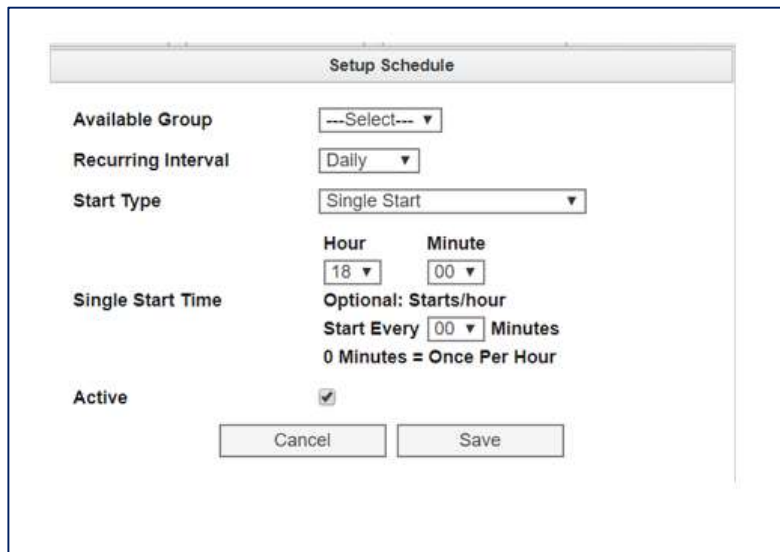 Setup Schedule
Available Group ---Select---
Recurring Interval Daily
Start Type Single Start
Hour Minute
18 00
Single Start Time Optional: Starts/hour
Start Every 00 Minutes
0 Minutes = Once Per Hour
Active
Cancel Save